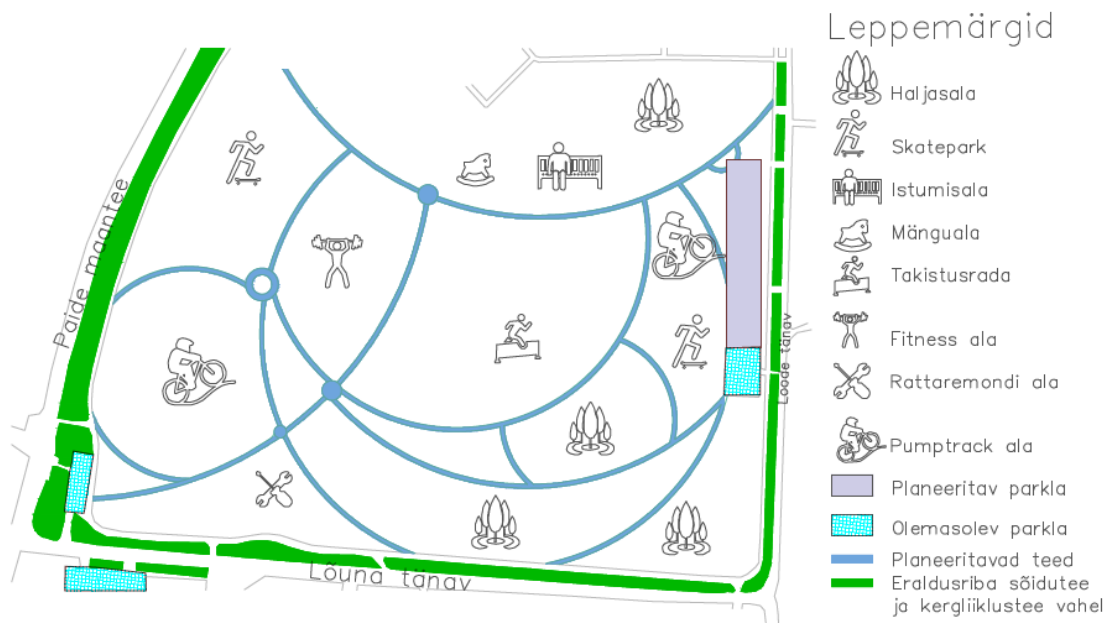 Leppemärgid
Haljasala
Skatepark
Istumisala
Mänguala
Takistusrada
Fitness ala
Rattaremondi ala
Pumptrack ala
Planeeritav parkla
Olemasolev parkla
Planeeritavad teed
Eraldusriba sõidutee
ja kergliiklustee vahel
Paide maantee
Loode tänav
Lõuna tänav